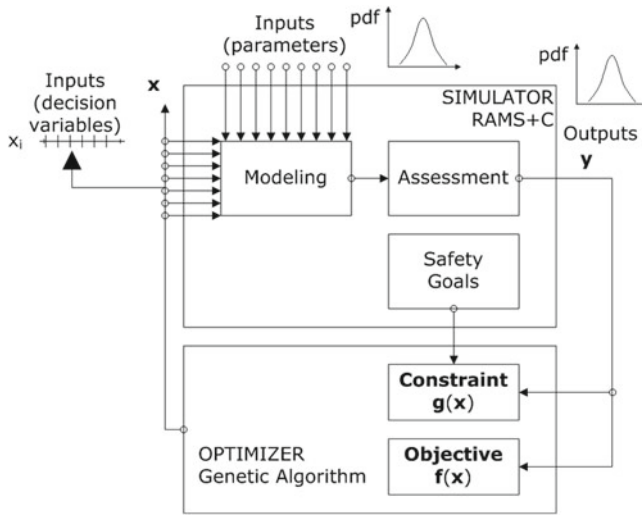 Inputs
(parameters)
pdf
pdf
Inputs
(decision
variables)
x
xi
SIMULATOR
RAMS+C
Outputs
y
Modeling
Assessment
Safety
Goals
Constraint
g(x)
OPTIMIZER
Genetic Algorithm
Objective
f(x)